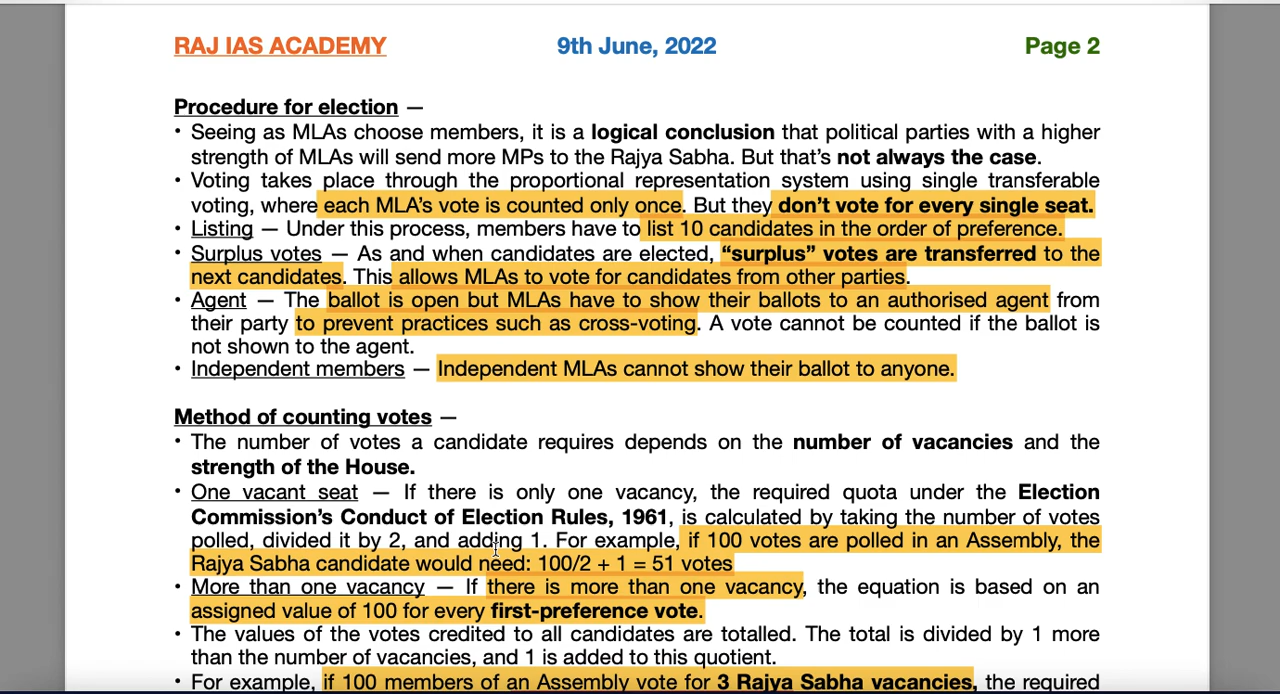 RAJ IAS ACADEMY 9th June, 2022 Page 2
Procedure for election —
• Seeing as MLAs choose members, it is a logical conclusion that political parties with a higher
strength of MLAs will send more MPs to the Rajya Sabha. But that's not always the case.
• Voting takes place through the proportional representation system using single transferable
voting, where each MLA's vote is counted only once. But they don't vote for every single seat.
• Listing — Under this process, members have to list 10 candidates in the order of preference.
• Surplus votes — As and when candidates are elected, "surplus" votes are transferred to the
next candidates. This allows MLAs to vote for candidates from other parties.
• Agent — The ballot is open but MLAs have to show their ballots to an authorised agent from
their party to prevent practices such as cross-voting. A vote cannot be counted if the ballot is
not shown to the agent.
• Independent members — Independent MLAs cannot show their ballot to anyone.
Method of counting votes —
• The number of votes a candidate requires depends on the number of vacancies and the
strength of the House.
• One vacant seat — If there is only one vacancy, the required quota under the Election
Commission's Conduct of Election Rules, 1961, is calculated by taking the number of votes
polled, divided it by 2, and adding 1. For example, if 100 votes are polled in an Assembly, the
Rajya Sabha candidate would need: 100/2 + 1 = 51 votes
• More than one vacancy — If there is more than one vacancy, the equation is based on an
assigned value of 100 for every first-preference vote.
• The values of the votes credited to all candidates are totalled. The total is divided by 1 more
than the number of vacancies, and 1 is added to this quotient.
• For example, if 100 members of an Assembly vote for 3 Rajya Sabha vacancies, the required